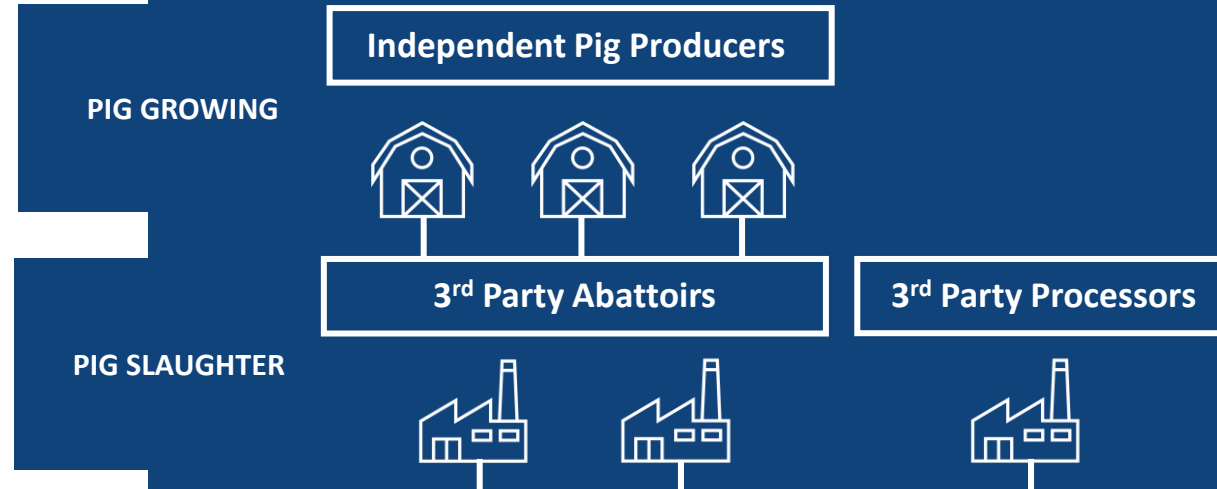 Independent Pig Producers
PIG GROWING
3rd Party Abattoirs
3rd Party Processors
PIG SLAUGHTER